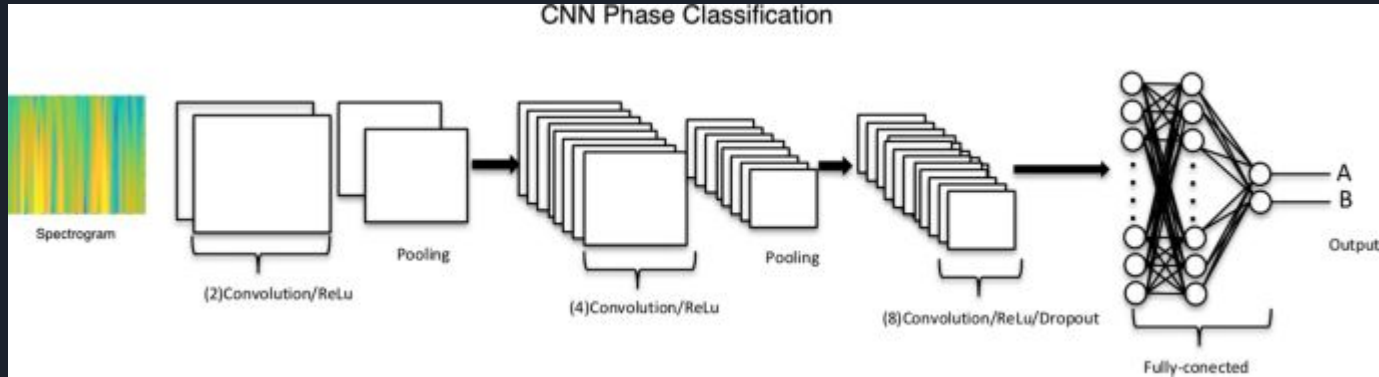 CNN Phase Classification
Spectrogram
(2)Convolution/ReLu
Pooling
(4)Convolution/ReLu
Pooling
(8)Convolution/ReLu/Dropout
A
B
Output
Fully-conected